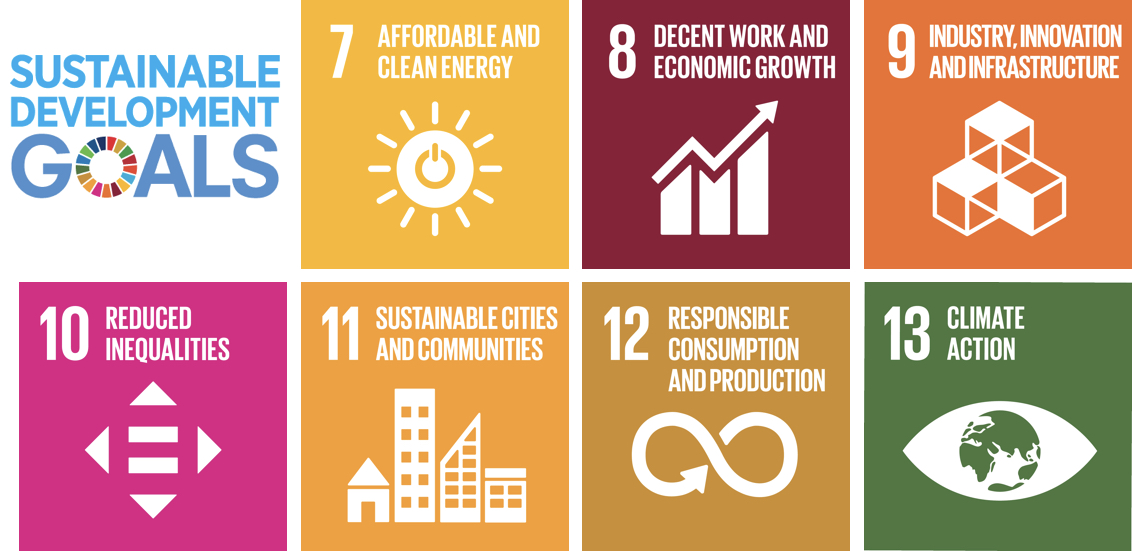 SUSTAINABLE
DEVELOPMENT
GOALS
7 AFFORDABLE AND
CLEAN ENERGY
8 DECENT WORK AND
ECONOMIC GROWTH
9 INDUSTRY, INNOVATION
AND INFRASTRUCTURE
10 REDUCED
INEQUALITIES
11 SUSTAINABLE CITIES
AND COMMUNITIES
12 RESPONSIBLE
CONSUMPTION
AND PRODUCTION
13 CLIMATE
ACTION